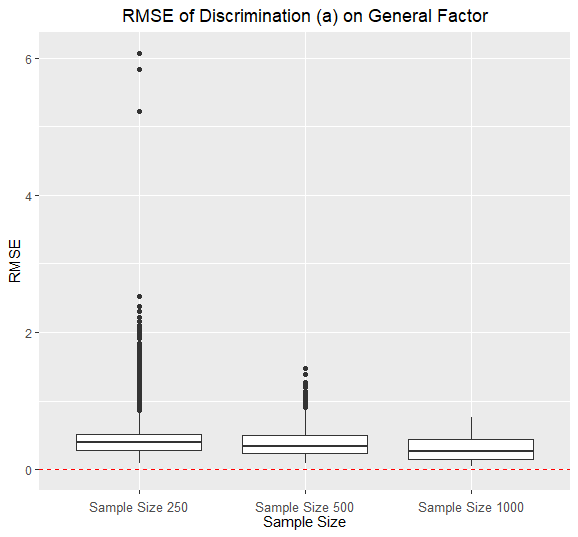 RMSE of Discrimination (a) on General Factor
6
4
2
0
RMSE
Sample Size 250 Sample Size 500 Sample Size 1000
Sample Size